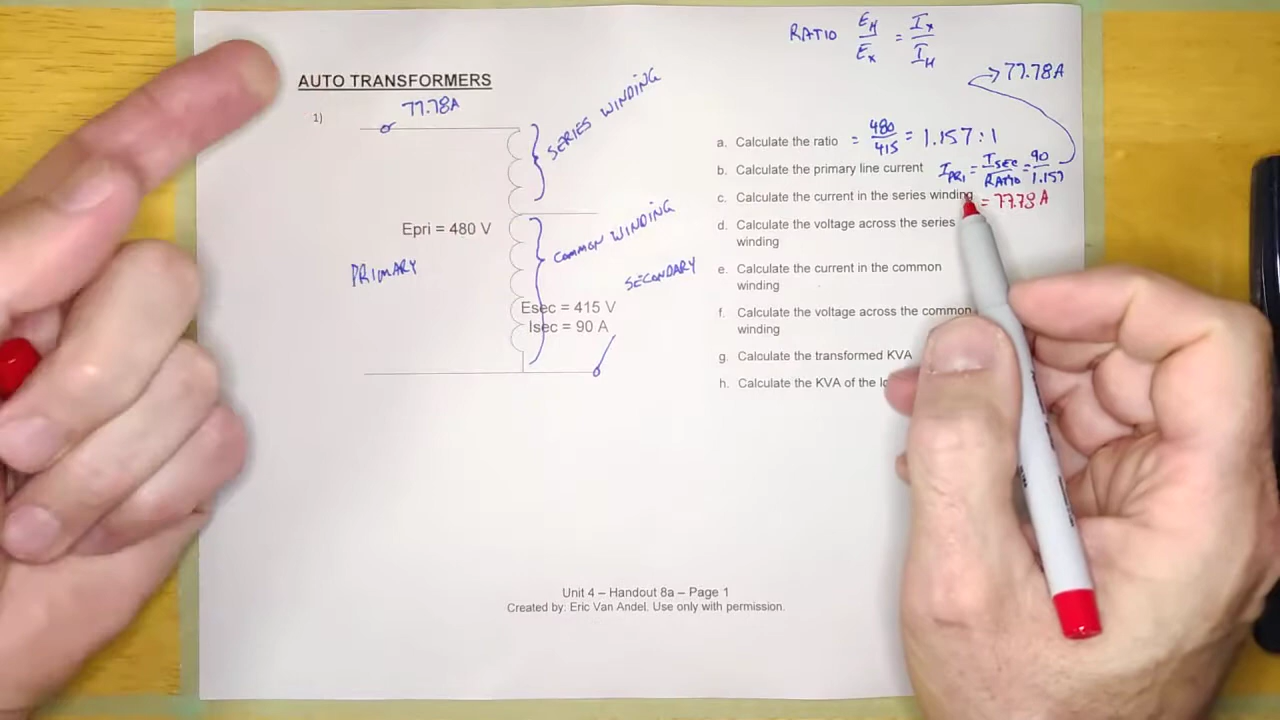 RATIO EH/EX = IX/IH
AUTO TRANSFORMERS
77.78A
77.78A
1)
SERIES WINDING
a. Calculate the ratio = 480/415 = 1.157 : 1
b. Calculate the primary line current IPRI = ISEC/RATIO = 90/1.157
c. Calculate the current in the series winding = 77.78 A
d. Calculate the voltage across the series
winding
Epri = 480 V
COMMON WINDING
PRIMARY
SECONDARY
e. Calculate the current in the common
winding
Esec = 415 V
Isec = 90 A
f. Calculate the voltage across the common
winding
g. Calculate the transformed KVA
h. Calculate the KVA of the
Unit 4 – Handout 8a – Page 1
Created by: Eric Van Andel. Use only with permission.